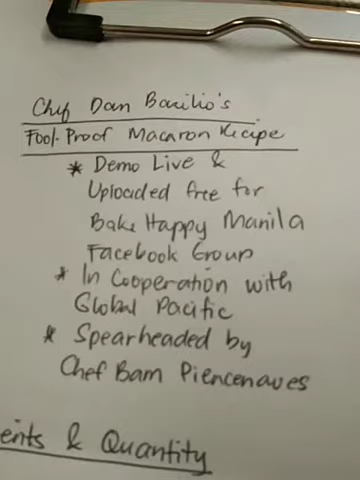 Chef Dan Basilio's
Fool-Proof Macaron Recipe
* Demo Live &
Uploaded free for
Bake Happy Manila
Facebook Group
* In Cooperation with
Global Pacific
* Spearheaded by
Chef Bam Piencenaves
ents & Quantity